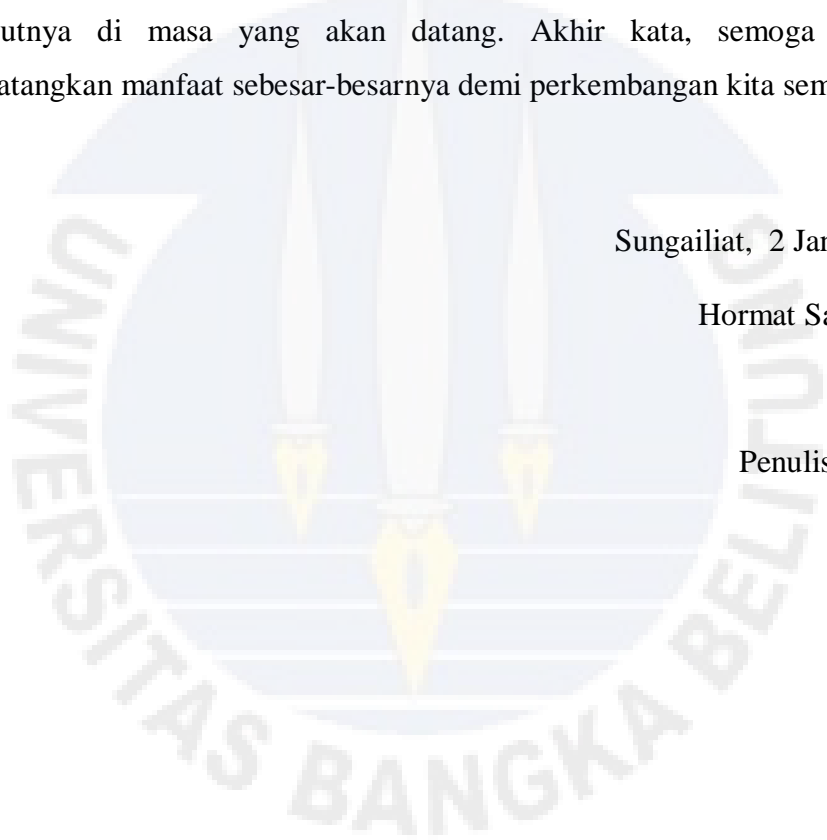 utnya di masa yang akan datang. Akhir kata, semoga
atangkan manfaat sebesar-besarnya demi perkembangan kita sem
Sungailiat, 2 Jan
Hormat Sa
Penulis
UNIVERSITAS BANGKA BELITUNG